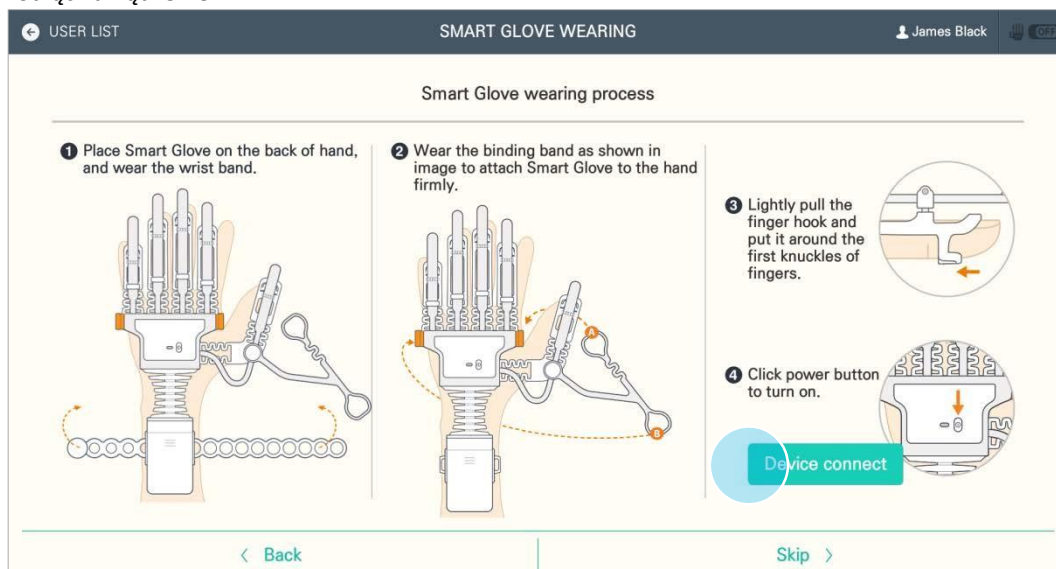 USER LIST
SMART GLOVE WEARING
James Black
OFF
Smart Glove wearing process
1 Place Smart Glove on the back of hand,
and wear the wrist band.
2 Wear the binding band as shown in
image to attach Smart Glove to the hand
firmly.
A
B
3 Lightly pull the
finger hook and
put it around the
first knuckles of
fingers.
4 Click power button
to turn on.
Device connect
< Back
Skip >